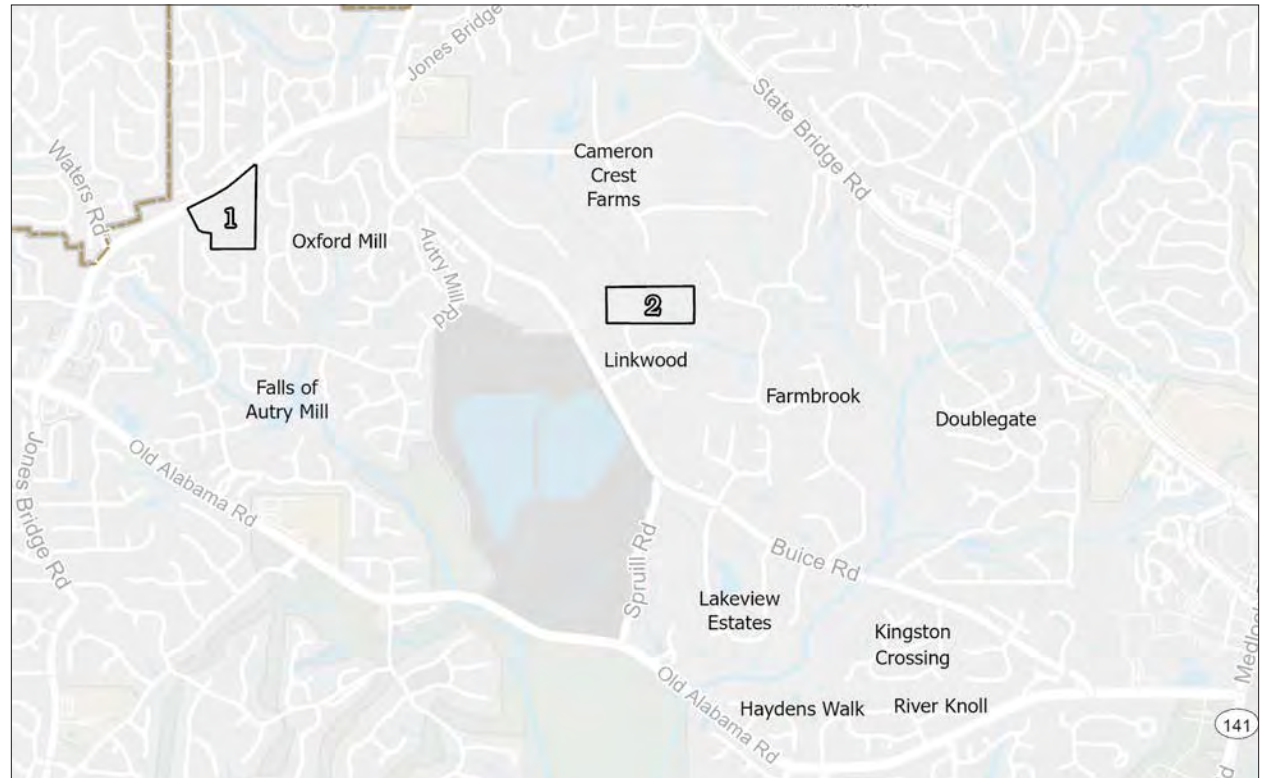 Jones Bridge
State Bridge Rd
Waters Rd
Cameron
Crest
Farms
1
Oxford Mill
Autry Mill
Rd
2
Linkwood
Falls of
Autry Mill
Farmbrook
Doublegate
Jones Bridge Rd
Old Alabama Rd
Spruill Rd
Buice Rd
Lakeview
Estates
Kingston
Crossing
Old Alabama Rd
Haydens Walk
River Knoll
141